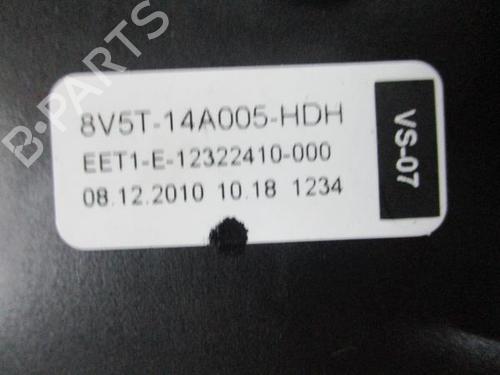 B-PARTS
8V5T-14A005-HDH
EET1-E-12322410-000
08.12.2010 10.18 1234
VS-07